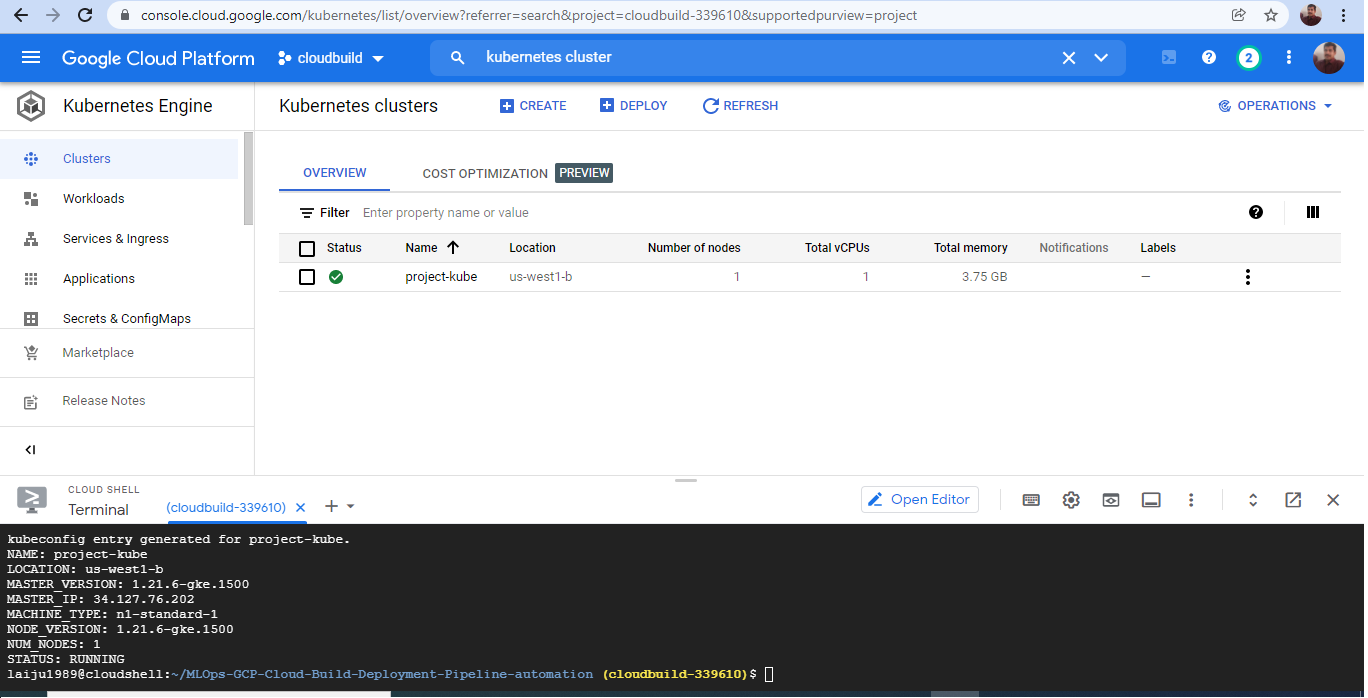 console.cloud.google.com/kubernetes/list/overview?referrer=search&project=cloudbuild-339610&supportedpurview=project
Google Cloud Platform cloudbuild kubernetes cluster ? 2
Kubernetes Engine Kubernetes clusters CREATE DEPLOY REFRESH OPERATIONS
Clusters
Workloads
Services & Ingress
Applications
Secrets & ConfigMaps
Marketplace
Release Notes
OVERVIEW COST OPTIMIZATION PREVIEW
Filter Enter property name or value ?
Status Name Location Number of nodes Total vCPUs Total memory Notifications Labels
project-kube us-west1-b 1 1 3.75 GB —
CLOUD SHELL
Terminal (cloudbuild-339610) Open Editor
kubeconfig entry generated for project-kube.
NAME: project-kube
LOCATION: us-west1-b
MASTER_VERSION: 1.21.6-gke.1500
MASTER_IP: 34.127.76.202
MACHINE_TYPE: n1-standard-1
NODE_VERSION: 1.21.6-gke.1500
NUM_NODES: 1
STATUS: RUNNING
laiju1989@cloudshell:~/MLOps-GCP-Cloud-Build-Deployment-Pipeline-automation (cloudbuild-339610)$